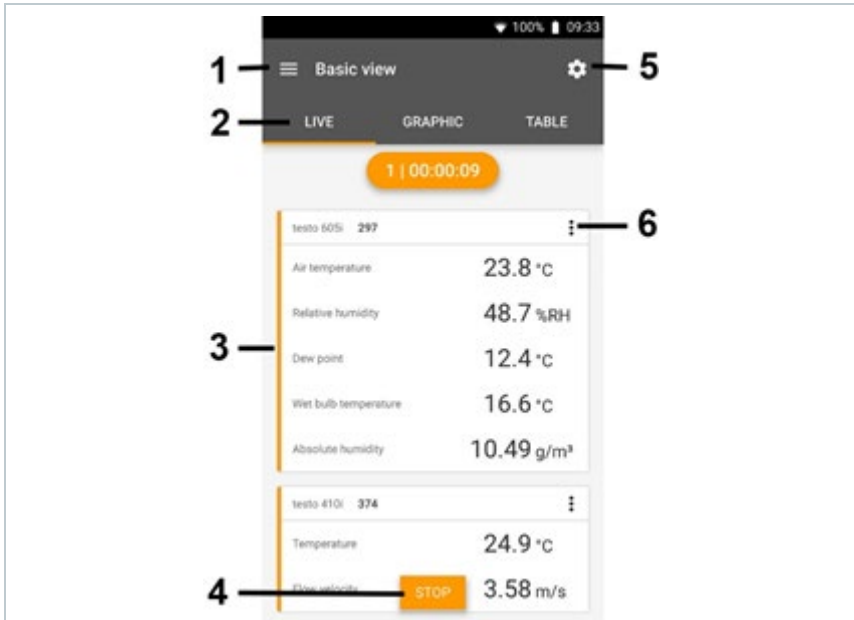 100% 09:33
1 Basic view 5
2 LIVE GRAPHIC TABLE
1 | 00:00:09
testo 605i 297 6
Air temperature 23.8 °C
Relative humidity 48.7 %RH
3
Dew point 12.4 °C
Wet bulb temperature 16.6 °C
Absolute humidity 10.49 g/m³
testo 410i 374
Temperature 24.9 °C
4 Flow velocity STOP 3.58 m/s